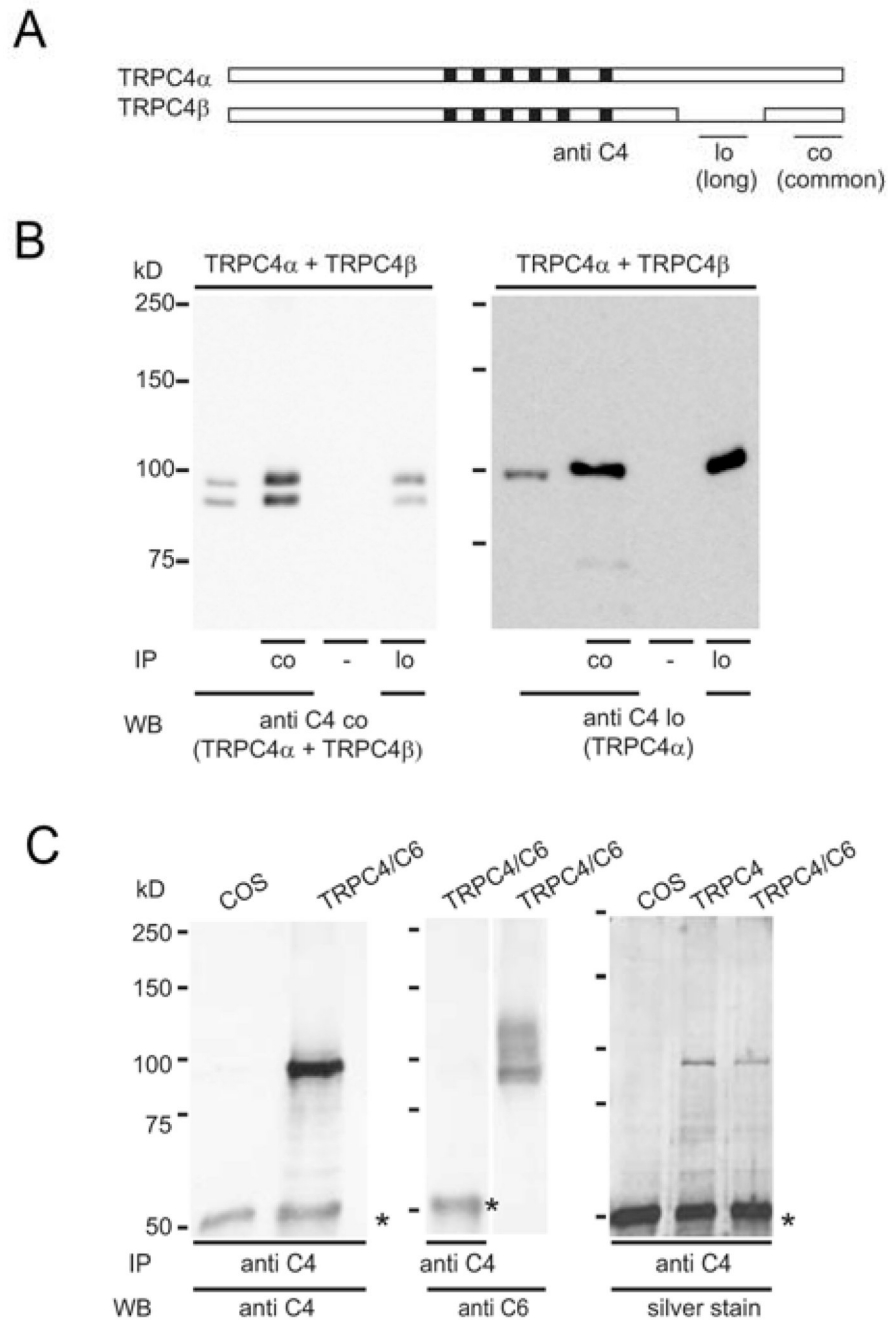 A
TRPC4α
TRPC4β
anti C4 lo co
(long) (common)
B
kD TRPC4α + TRPC4β TRPC4α + TRPC4β
250
150
100
75
IP co - lo co - lo
WB anti C4 co anti C4 lo
(TRPC4α + TRPC4β) (TRPC4α)
C
kD COS TRPC4/C6 TRPC4/C6 TRPC4/C6 COS TRPC4 TRPC4/C6
250
150
100
75
50 * * *
IP anti C4 anti C4 anti C4
WB anti C4 anti C6 silver stain